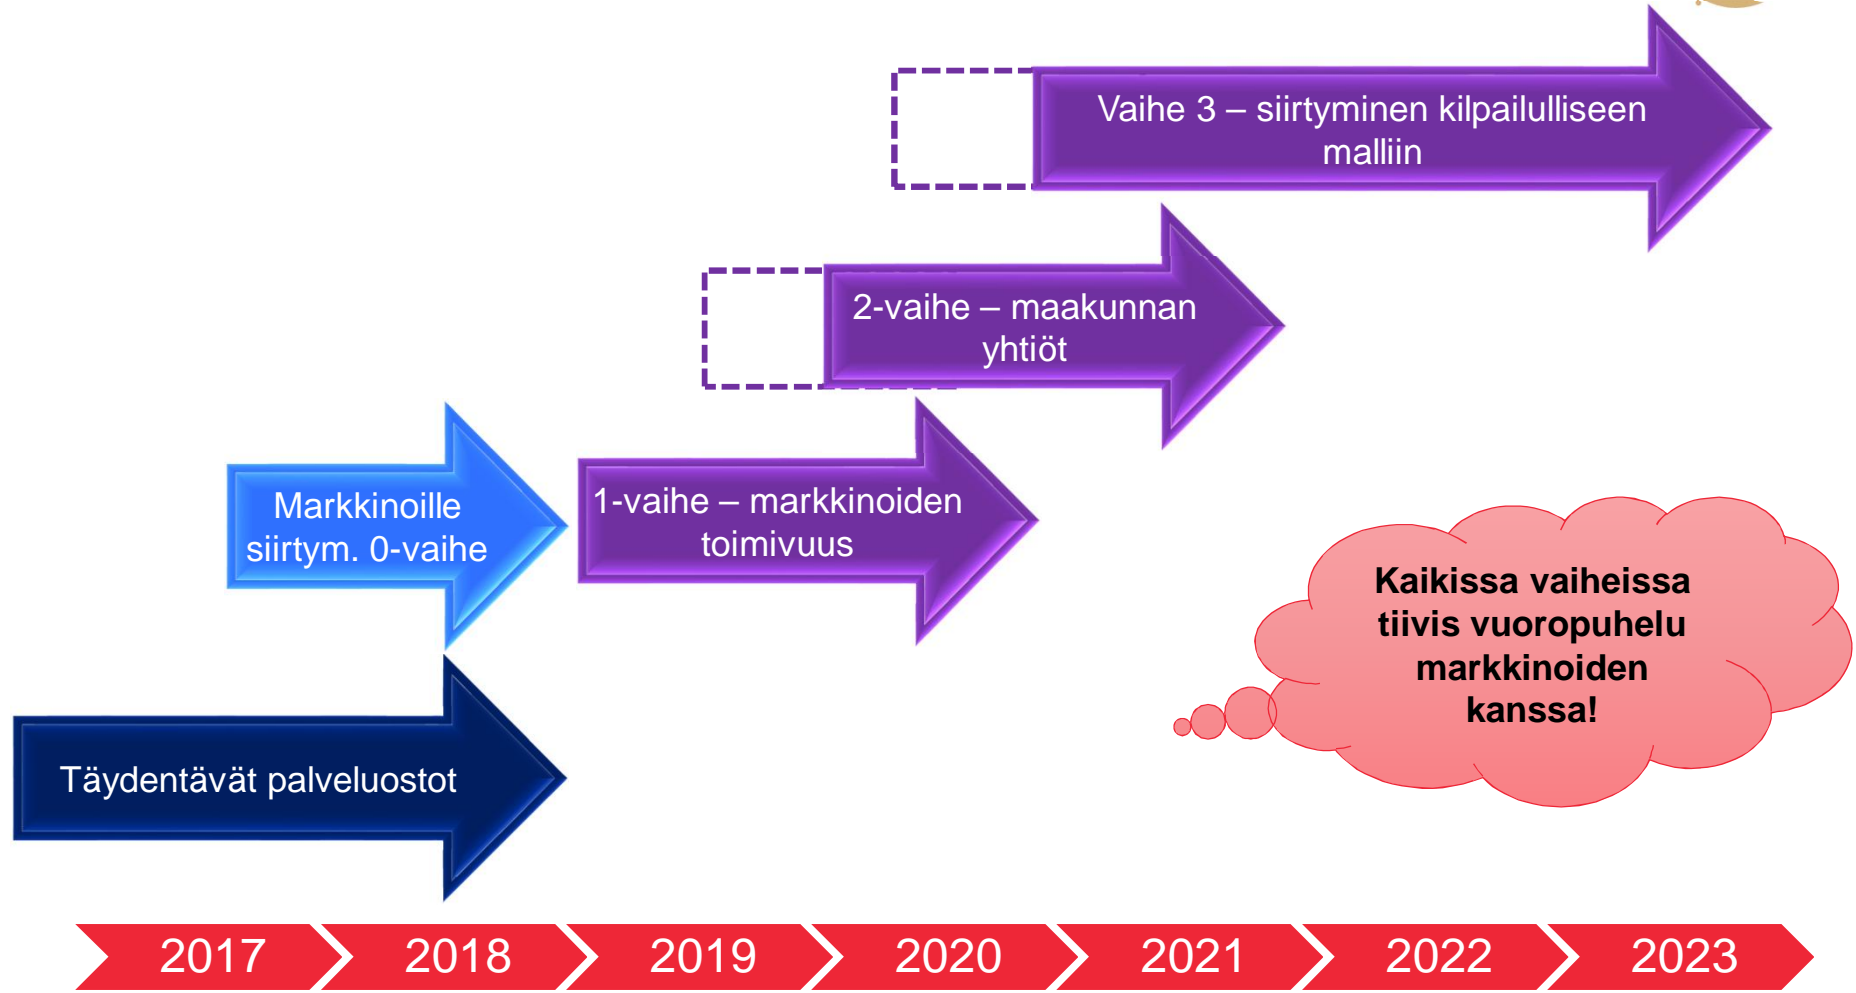 Vaihe 3 – siirtyminen kilpailulliseen
malliin
2-vaihe – maakunnan
yhtiöt
Markkinoille
siirtym. 0-vaihe
1-vaihe – markkinoiden
toimivuus
Kaikissa vaiheissa
tiivis vuoropuhelu
markkinoiden
kanssa!
Täydentävät palveluostot
2017
2018
2019
2020
2021
2022
2023